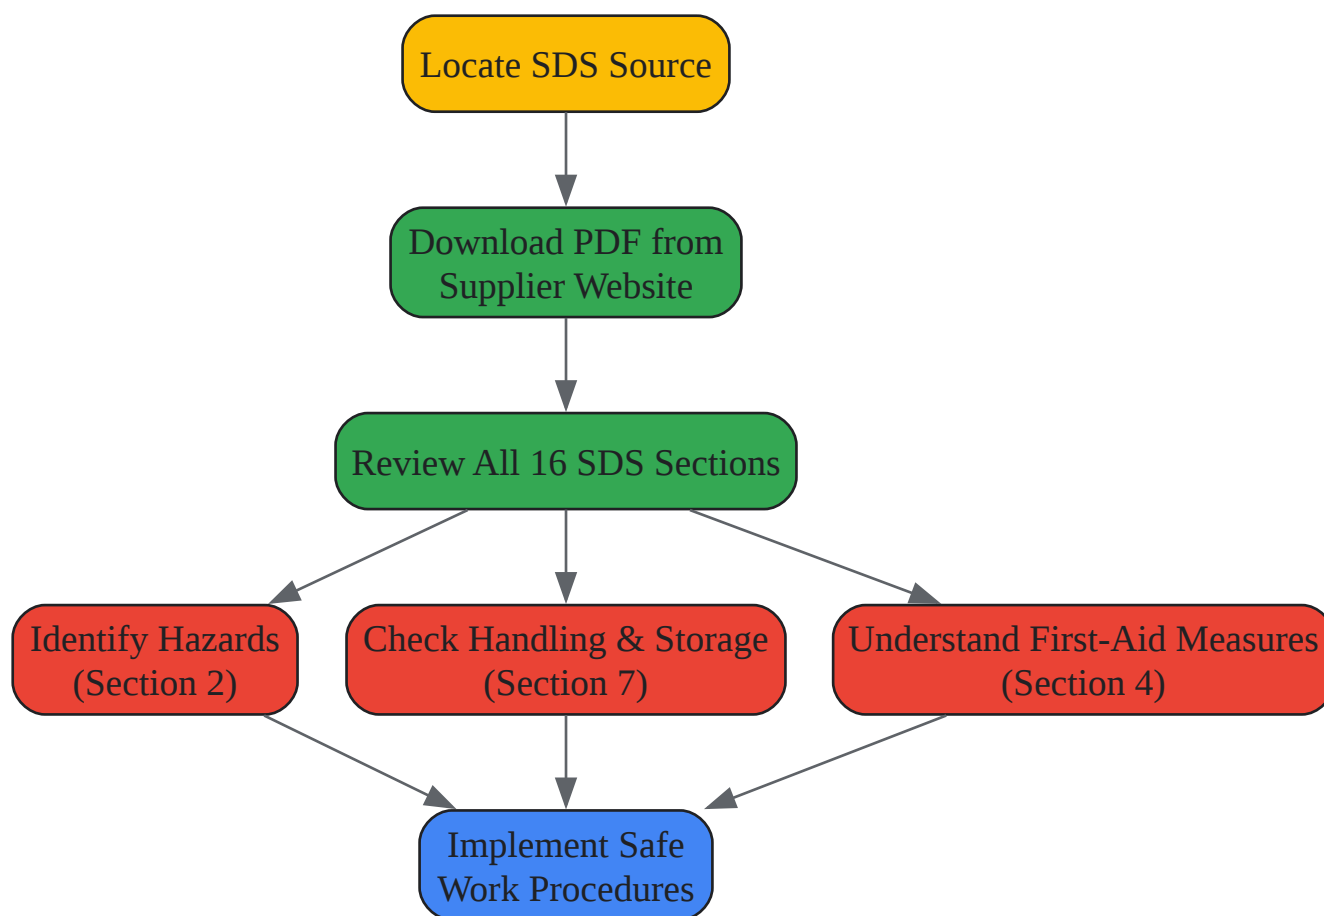 Locate SDS Source
Download PDF from
Supplier Website
Review All 16 SDS Sections
Identify Hazards
(Section 2)
Check Handling & Storage
(Section 7)
Understand First-Aid Measures
(Section 4)
Implement Safe
Work Procedures